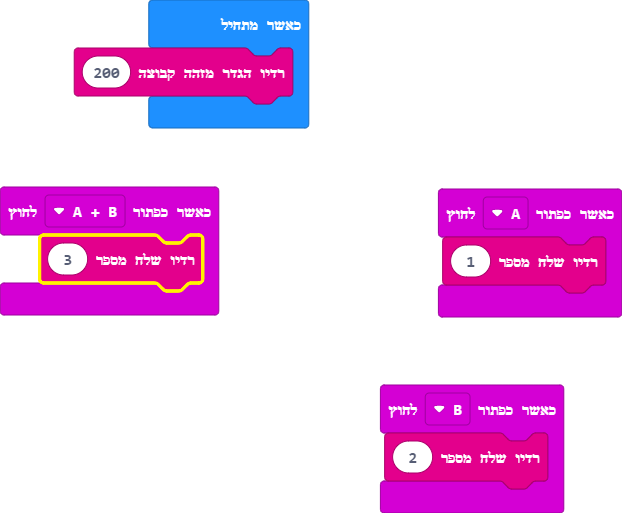 כאשר מתחיל
רדיו הגדר מזהה קבוצה 200
כאשר כפתור A לחוץ
רדיו שלח מספר 1
כאשר כפתור A + B לחוץ
רדיו שלח מספר 3
כאשר כפתור B לחוץ
רדיו שלח מספר 2